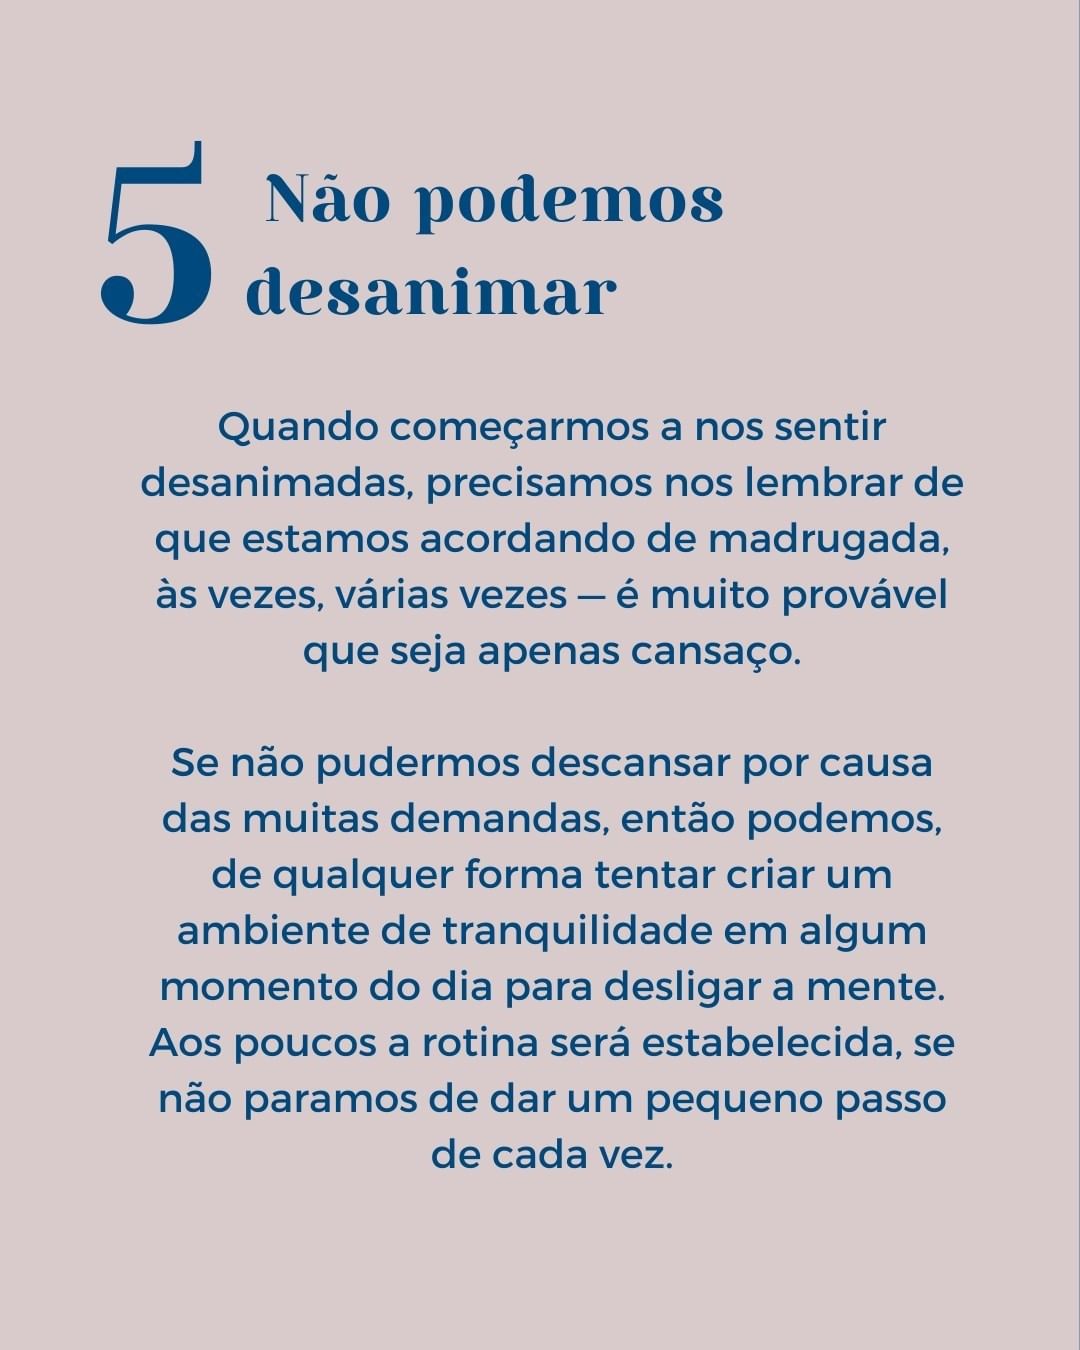 5 Não podemos
desanimar
Quando começarmos a nos sentir
desanimadas, precisamos nos lembrar de
que estamos acordando de madrugada,
às vezes, várias vezes — é muito provável
que seja apenas cansaço.
Se não pudermos descansar por causa
das muitas demandas, então podemos,
de qualquer forma tentar criar um
ambiente de tranquilidade em algum
momento do dia para desligar a mente.
Aos poucos a rotina será estabelecida, se
não paramos de dar um pequeno passo
de cada vez.